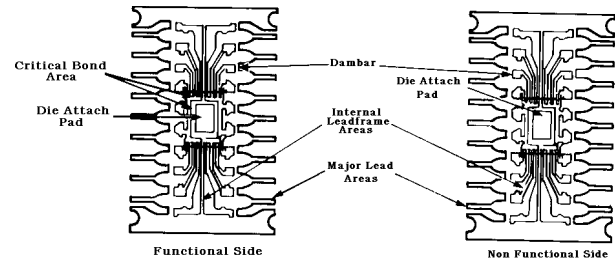 Critical Bond
Area
Die Attach
Pad
Dambar
Die Attach
Pad
Internal
Leadframe
Areas
Major Lead
Areas
Functional Side
Non Functional Side